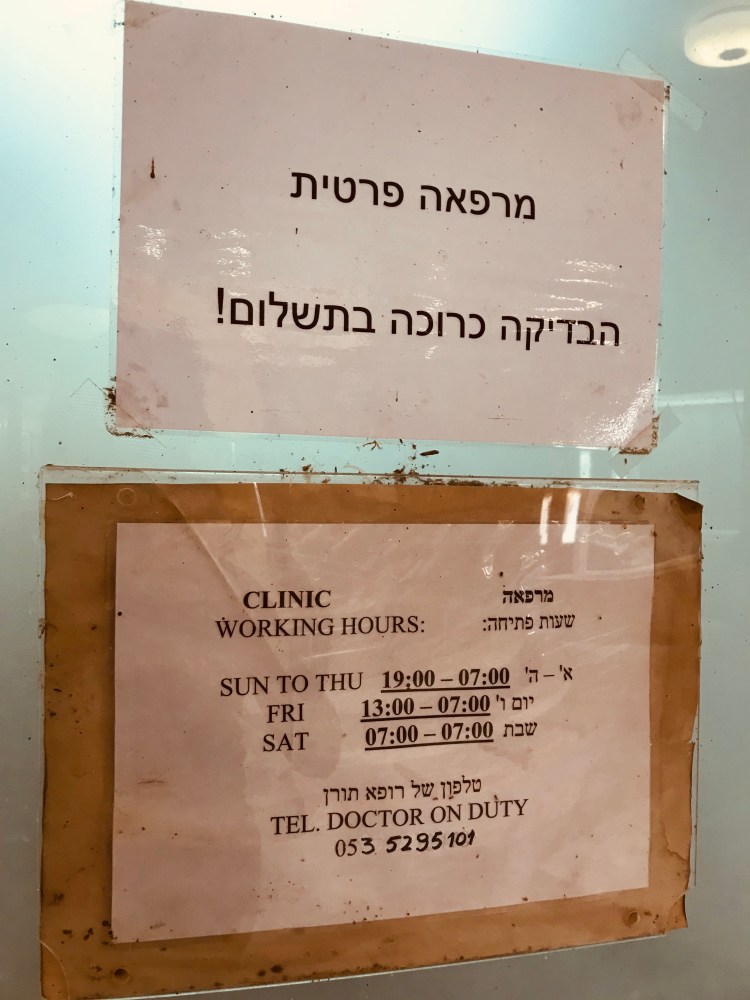 מרפאה פרטית
הבדיקה כרוכה בתשלום!
CLINIC מרפאה
WORKING HOURS: שעות פתיחה:
SUN TO THU 19:00 – 07:00 א' – ה'
FRI 13:00 – 07:00 יום ו'
SAT 07:00 – 07:00 שבת
טלפון של רופא תורן
TEL. DOCTOR ON DUTY
053 5295101